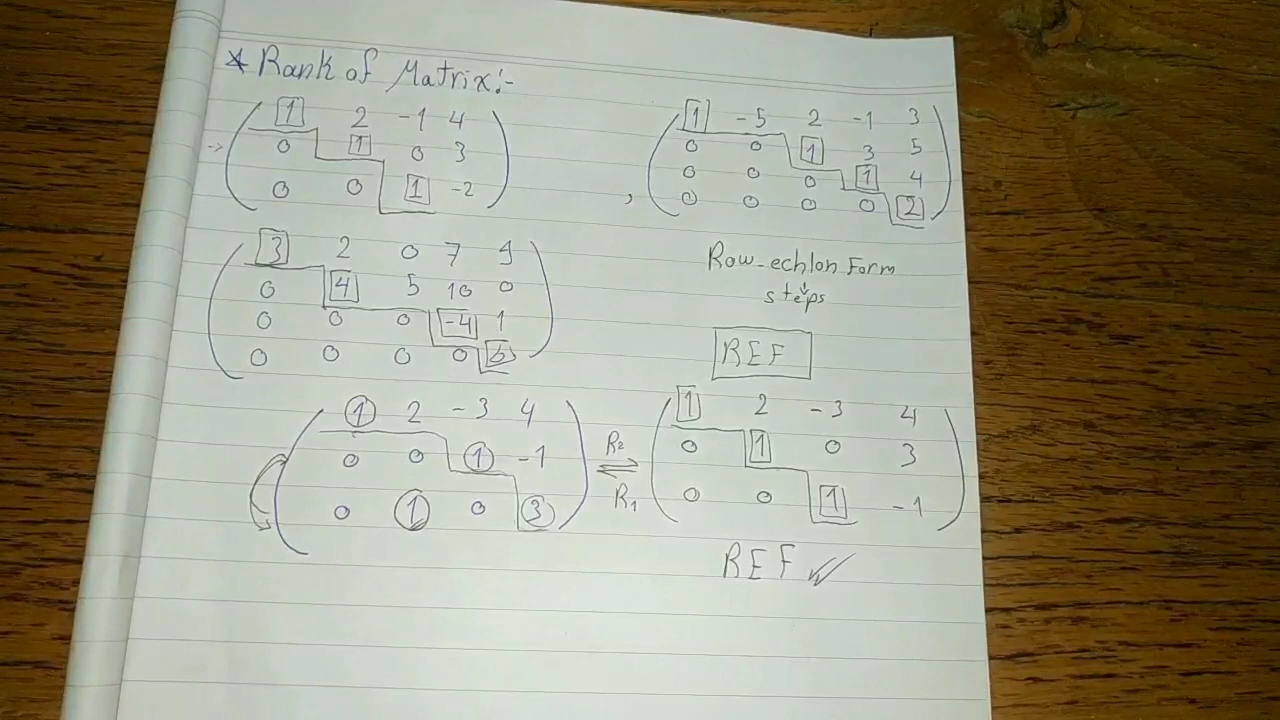 * Rank of Matrix:-
1 2 -1 4
-> 0 1 0 3
0 0 1 -2
,
1 -5 2 -1 3
0 0 1 3 5
0 0 0 1 4
0 0 0 0 2
3 2 0 7 9
0 4 5 10 0
0 0 0 -4 1
0 0 0 0 6
Row-echlon Form
steps
REF
1 2 -3 4
0 0 1 -1
0 1 0 3
R2
⇌
R1
1 2 -3 4
0 1 0 3
0 0 1 -1
REF ✓